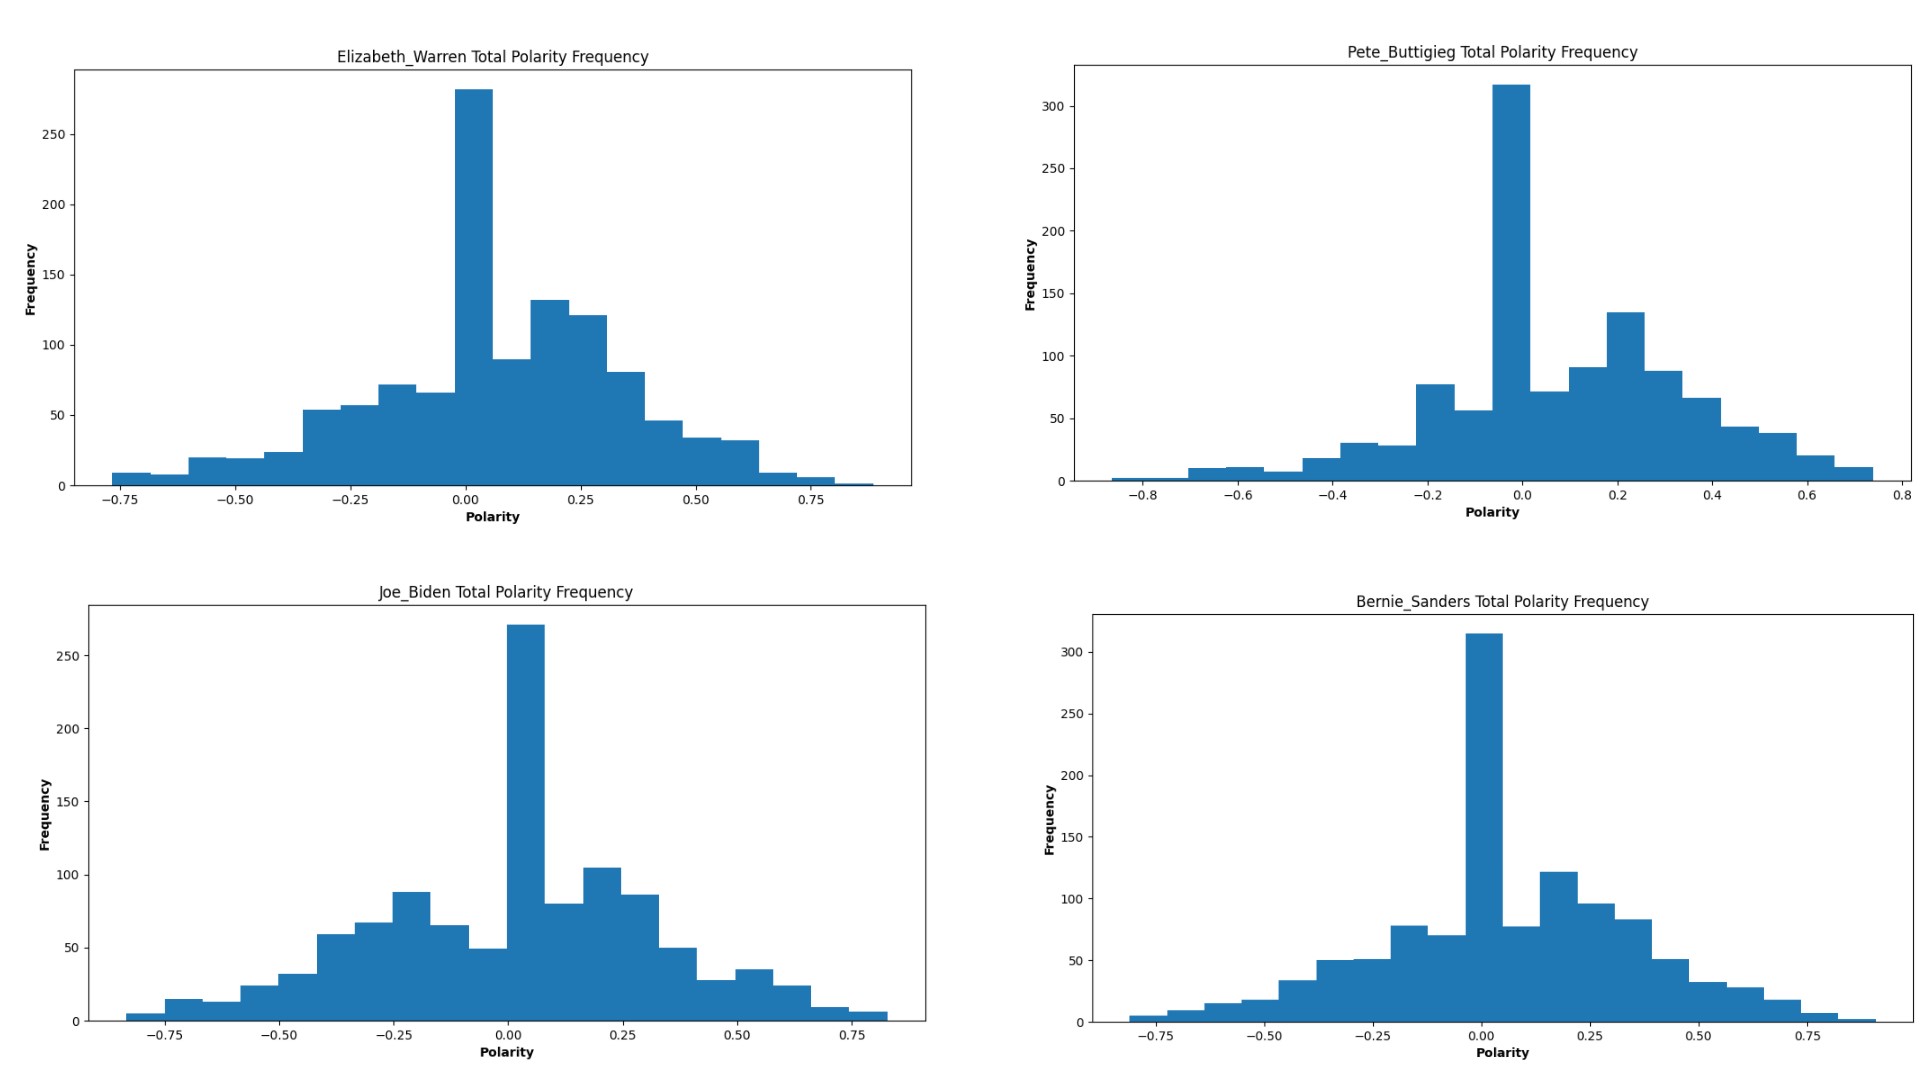 Elizabeth_Warren Total Polarity Frequency
250
200
150
100
50
0
Frequency
−0.75 −0.50 −0.25 0.00 0.25 0.50 0.75
Polarity
Pete_Buttigieg Total Polarity Frequency
300
250
200
150
100
50
0
Frequency
−0.8 −0.6 −0.4 −0.2 0.0 0.2 0.4 0.6 0.8
Polarity
Joe_Biden Total Polarity Frequency
250
200
150
100
50
0
Frequency
−0.75 −0.50 −0.25 0.00 0.25 0.50 0.75
Polarity
Bernie_Sanders Total Polarity Frequency
300
250
200
150
100
50
0
Frequency
−0.75 −0.50 −0.25 0.00 0.25 0.50 0.75
Polarity